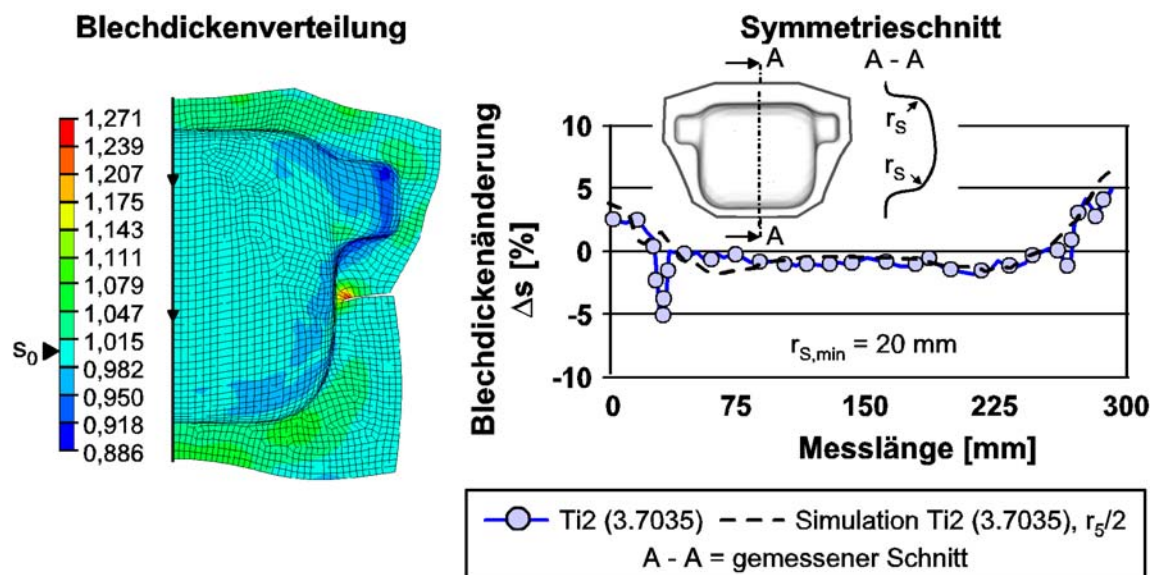 Blechdickenverteilung
1,271
1,239
1,207
1,175
1,143
1,111
1,079
1,047
1,015
0,982
0,950
0,918
0,886
s0
Symmetrieschnitt
A
A
A - A
rS
rS
Blechdickenänderung
Δs [%]
10
5
0
-5
-10
rS,min = 20 mm
0 75 150 225 300
Messlänge [mm]
Ti2 (3.7035) Simulation Ti2 (3.7035), r5/2
A - A = gemessener Schnitt